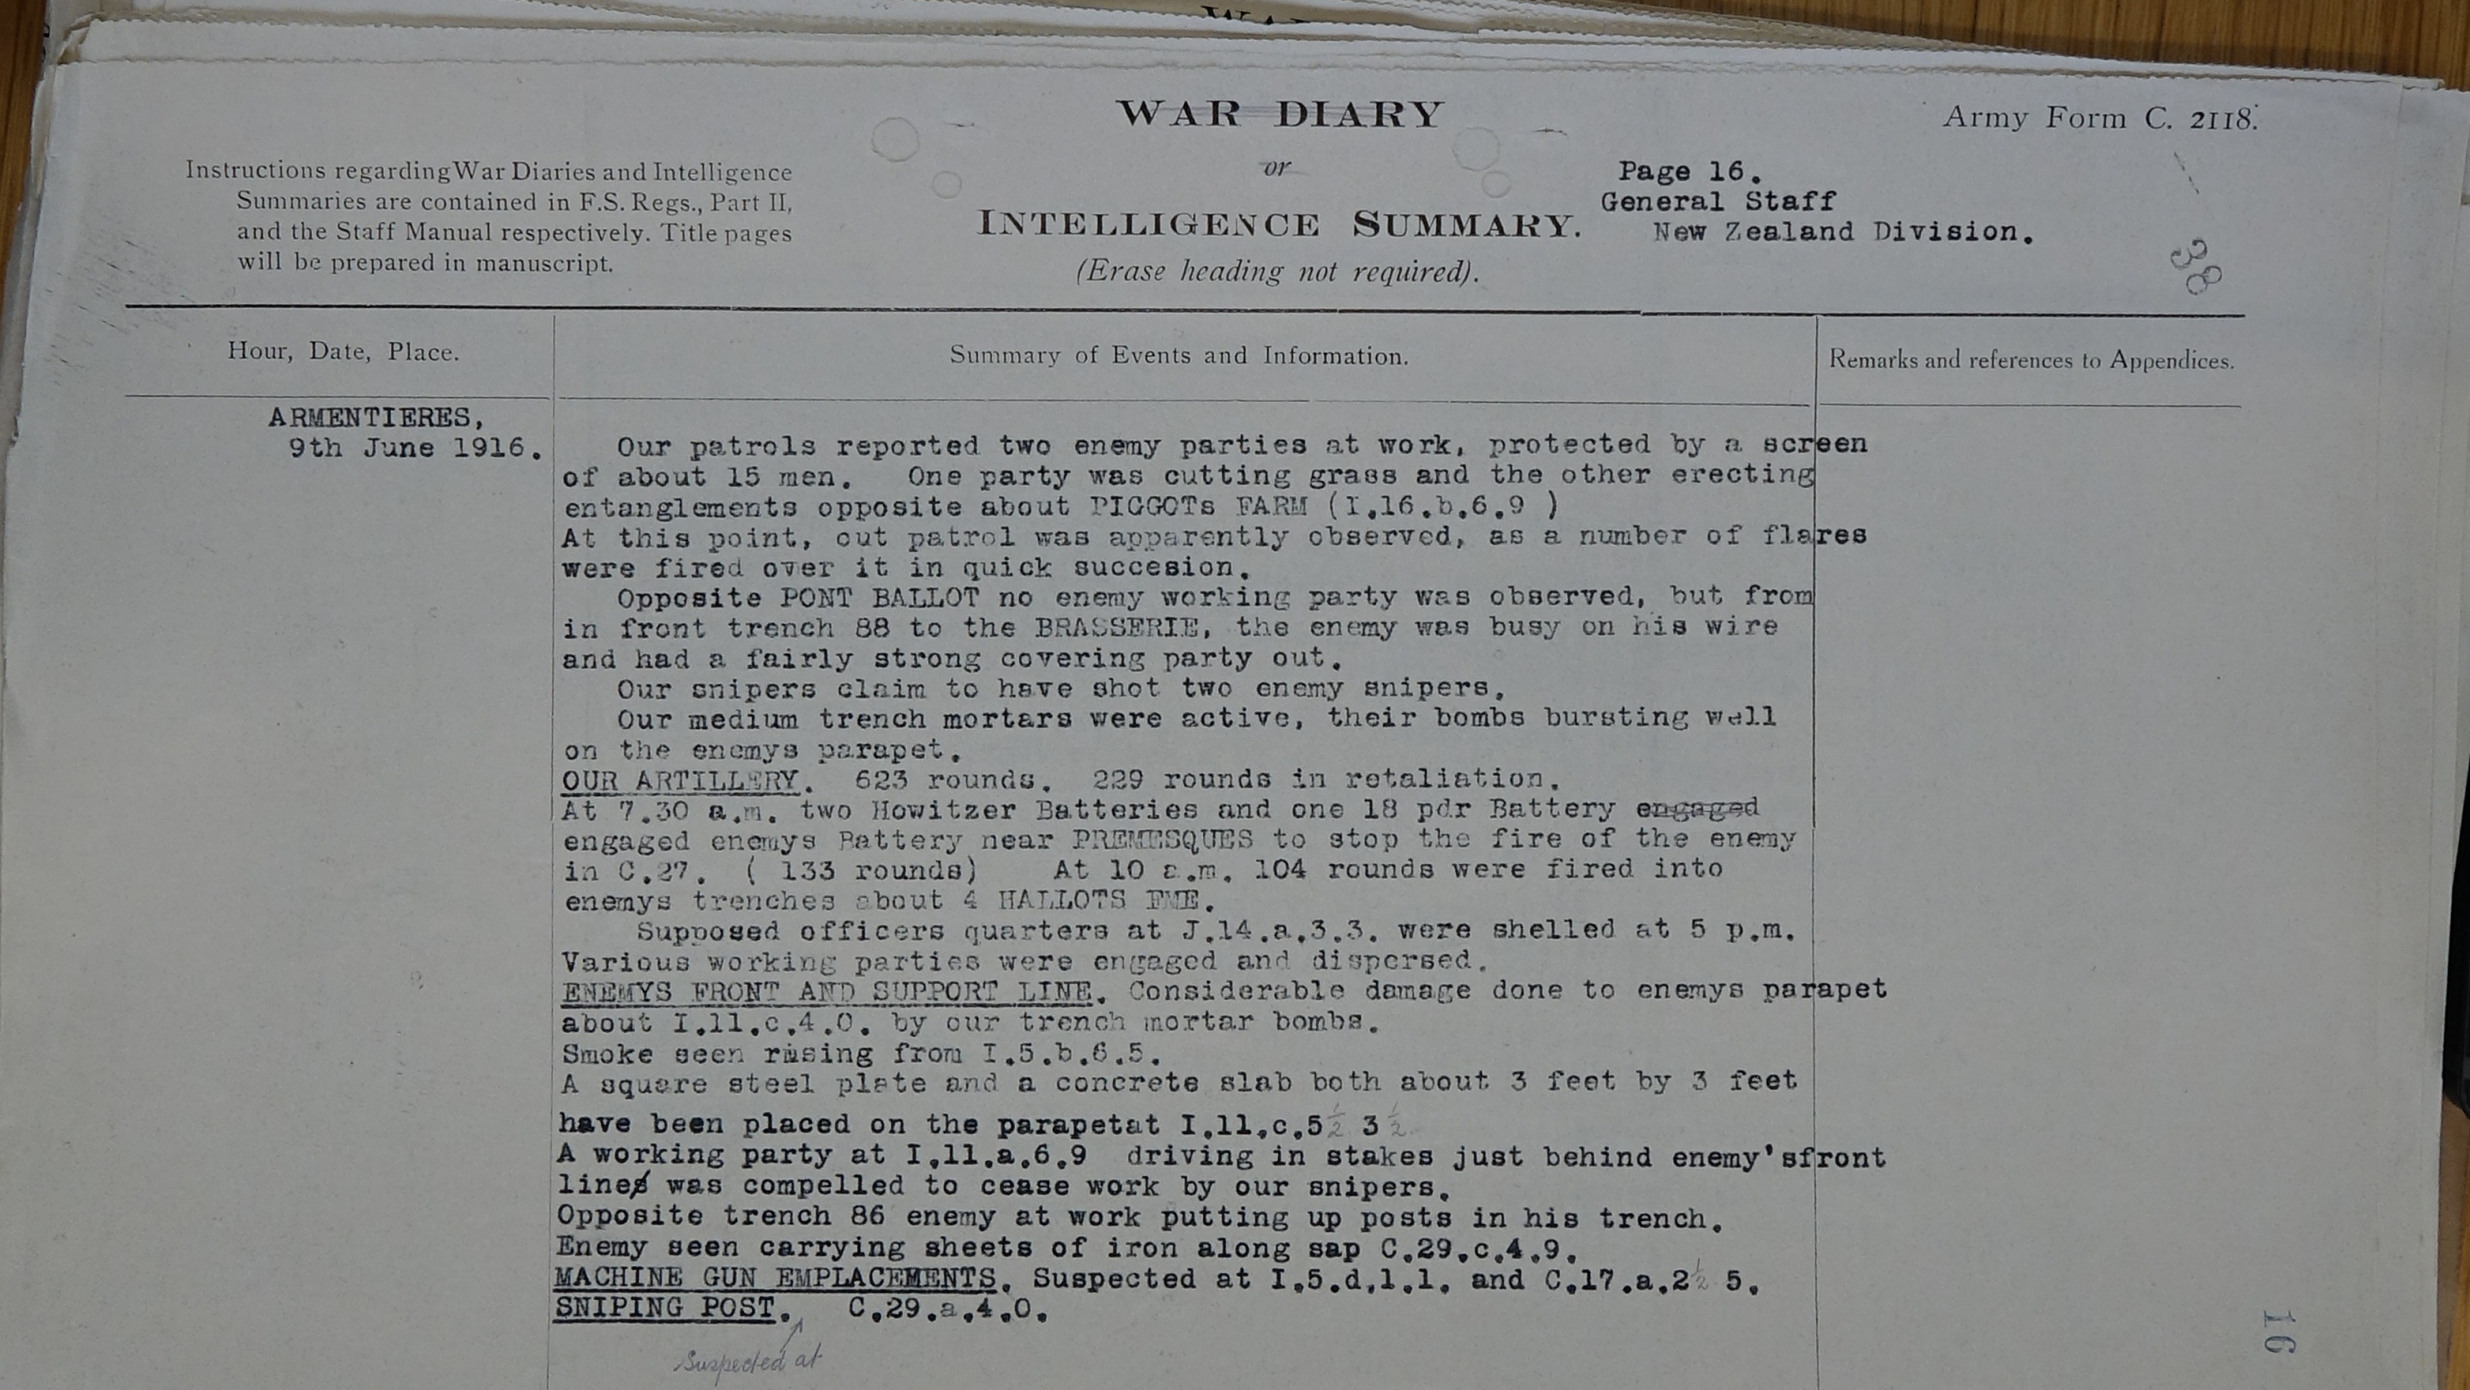 WAR DIARY
or
INTELLIGENCE SUMMARY.
(Erase heading not required).
Army Form C. 2118.
Instructions regarding War Diaries and Intelligence
Summaries are contained in F.S. Regs., Part II,
and the Staff Manual respectively. Title pages
will be prepared in manuscript.
Page 16.
General Staff
New Zealand Division.
38
Hour, Date, Place.
Summary of Events and Information.
Remarks and references to Appendices.
ARMENTIERES,
9th June 1916.
Our patrols reported two enemy parties at work, protected by a screen
of about 15 men. One party was cutting grass and the other erecting
entanglements opposite about PIGGOTs FARM (I.16.b.6.9 )
At this point, out patrol was apparently observed, as a number of flares
were fired over it in quick succesion.
Opposite PONT BALLOT no enemy working party was observed, but from
in front trench 88 to the BRASSERIE, the enemy was busy on his wire
and had a fairly strong covering party out.
Our snipers claim to have shot two enemy snipers.
Our medium trench mortars were active, their bombs bursting well
on the enemys parapet.
OUR ARTILLERY. 623 rounds. 229 rounds in retaliation.
At 7.30 a.m. two Howitzer Batteries and one 18 pdr Battery engaged
engaged enemys Battery near PREMESQUES to stop the fire of the enemy
in C.27. ( 133 rounds) At 10 a.m. 104 rounds were fired into
enemys trenches about 4 HALLOTS FME.
Supposed officers quarters at J.14.a.3.3. were shelled at 5 p.m.
Various working parties were engaged and dispersed.
ENEMYS FRONT AND SUPPORT LINE. Considerable damage done to enemys parapet
about I.11.c.4.0. by our trench mortar bombs.
Smoke seen rising from I.5.b.6.5.
A square steel plate and a concrete slab both about 3 feet by 3 feet
have been placed on the parapetat I.11.c.5½ 3½
A working party at I.11.a.6.9 driving in stakes just behind enemy'sfront
line was compelled to cease work by our snipers.
Opposite trench 86 enemy at work putting up posts in his trench.
Enemy seen carrying sheets of iron along sap C.29.c.4.9.
MACHINE GUN EMPLACEMENTS. Suspected at I.5.d.1.1. and C.17.a.2½ 5.
SNIPING POST. C.29.a.4.0.
Suspected at
16